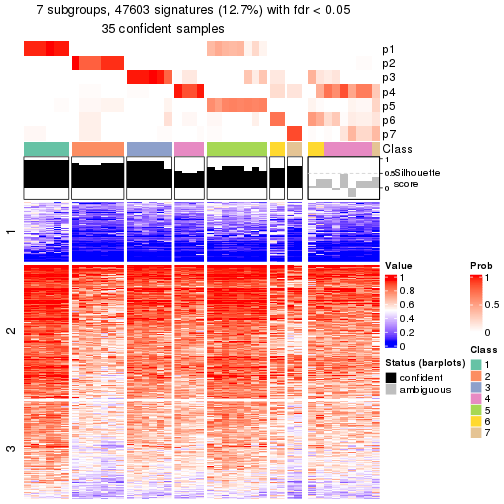 7 subgroups, 47603 signatures (12.7%) with fdr < 0.05
35 confident samples
p1
p2
p3
p4
p5
p6
p7
Class
1
0.5
0
Silhouette
score
1
2
3
Value
1
0.8
0.6
0.4
0.2
0
Status (barplots)
confident
ambiguous
Prob
1
0.5
0
Class
1
2
3
4
5
6
7